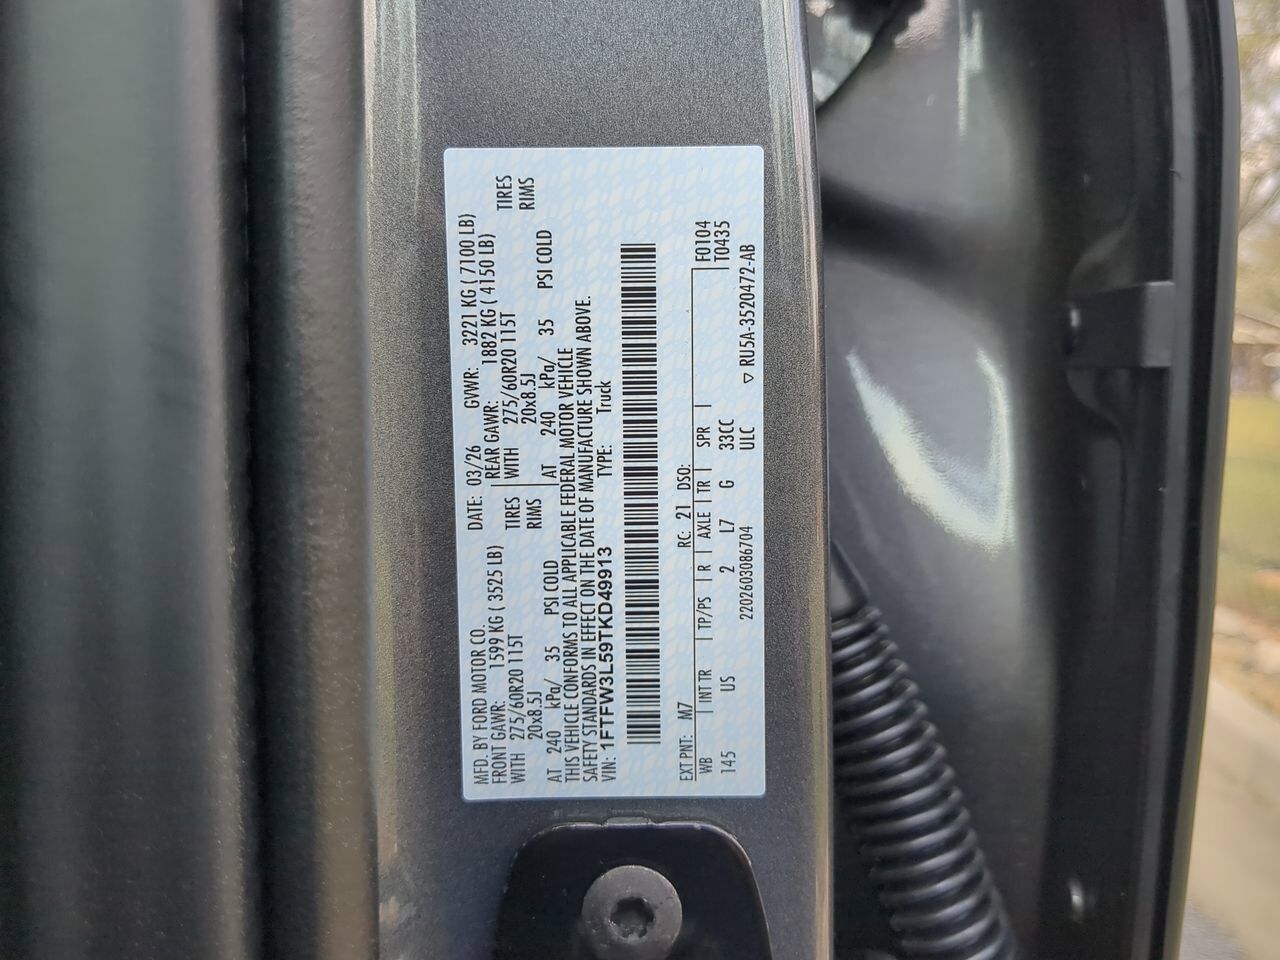 MFD. BY FORD MOTOR CO. DATE: 03/26 GVWR: 3221 KG ( 7100 LB)
FRONT GAWR: 1599 KG ( 3525 LB) REAR GAWR: 1882 KG ( 4150 LB)
WITH 275/60R20 115T TIRES WITH 275/60R20 115T TIRES
20x8.5J RIMS 20x8.5J RIMS
AT 240 kPa/ 35 PSI COLD AT 240 kPa/ 35 PSI COLD
THIS VEHICLE CONFORMS TO ALL APPLICABLE FEDERAL MOTOR VEHICLE
SAFETY STANDARDS IN EFFECT ON THE DATE OF MANUFACTURE SHOWN ABOVE.
VIN: 1FTFW3L59TKD49913 TYPE: Truck
EXT PNT: M7 RC: 21 DSO: F0104
WB INT TR TP/PS R AXLE TR SPR T0435
145 US 2 L7 G 33CC
2202603086704 ULC ▽ RU5A-3520472-AB